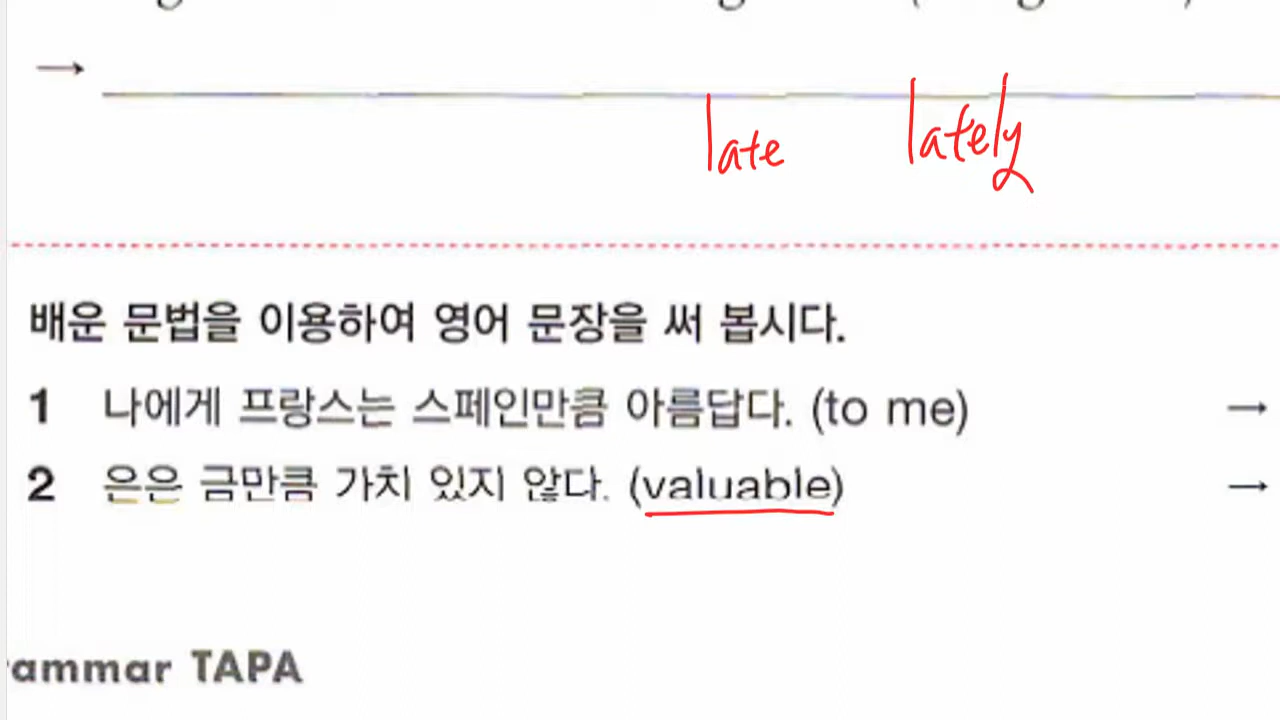 →
late lately
배운 문법을 이용하여 영어 문장을 써 봅시다.
1 나에게 프랑스는 스페인만큼 아름답다. (to me) →
2 은은 금만큼 가치 있지 않다. (valuable) →
rammar TAPA